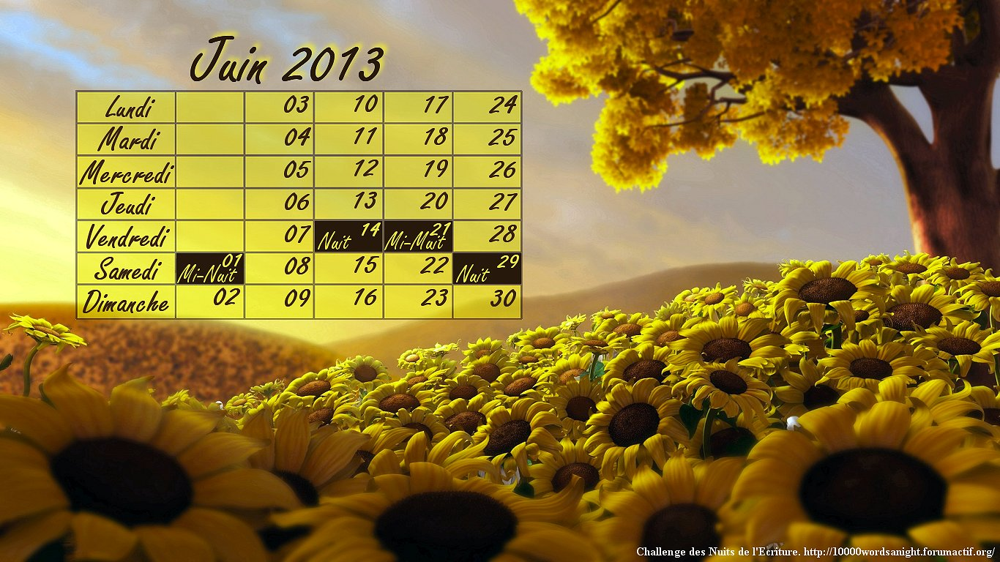 Juin 2013
Lundi 03 10 17 24
Mardi 04 11 18 25
Mercredi 05 12 19 26
Jeudi 06 13 20 27
Vendredi 07 14 Nuit 21 Mi-Muit 28
Samedi 01 Mi-Nuit 08 15 22 29 Nuit
Dimanche 02 09 16 23 30
Challenge des Nuits de l'Ecriture. http://10000wordsanight.forumactif.org/